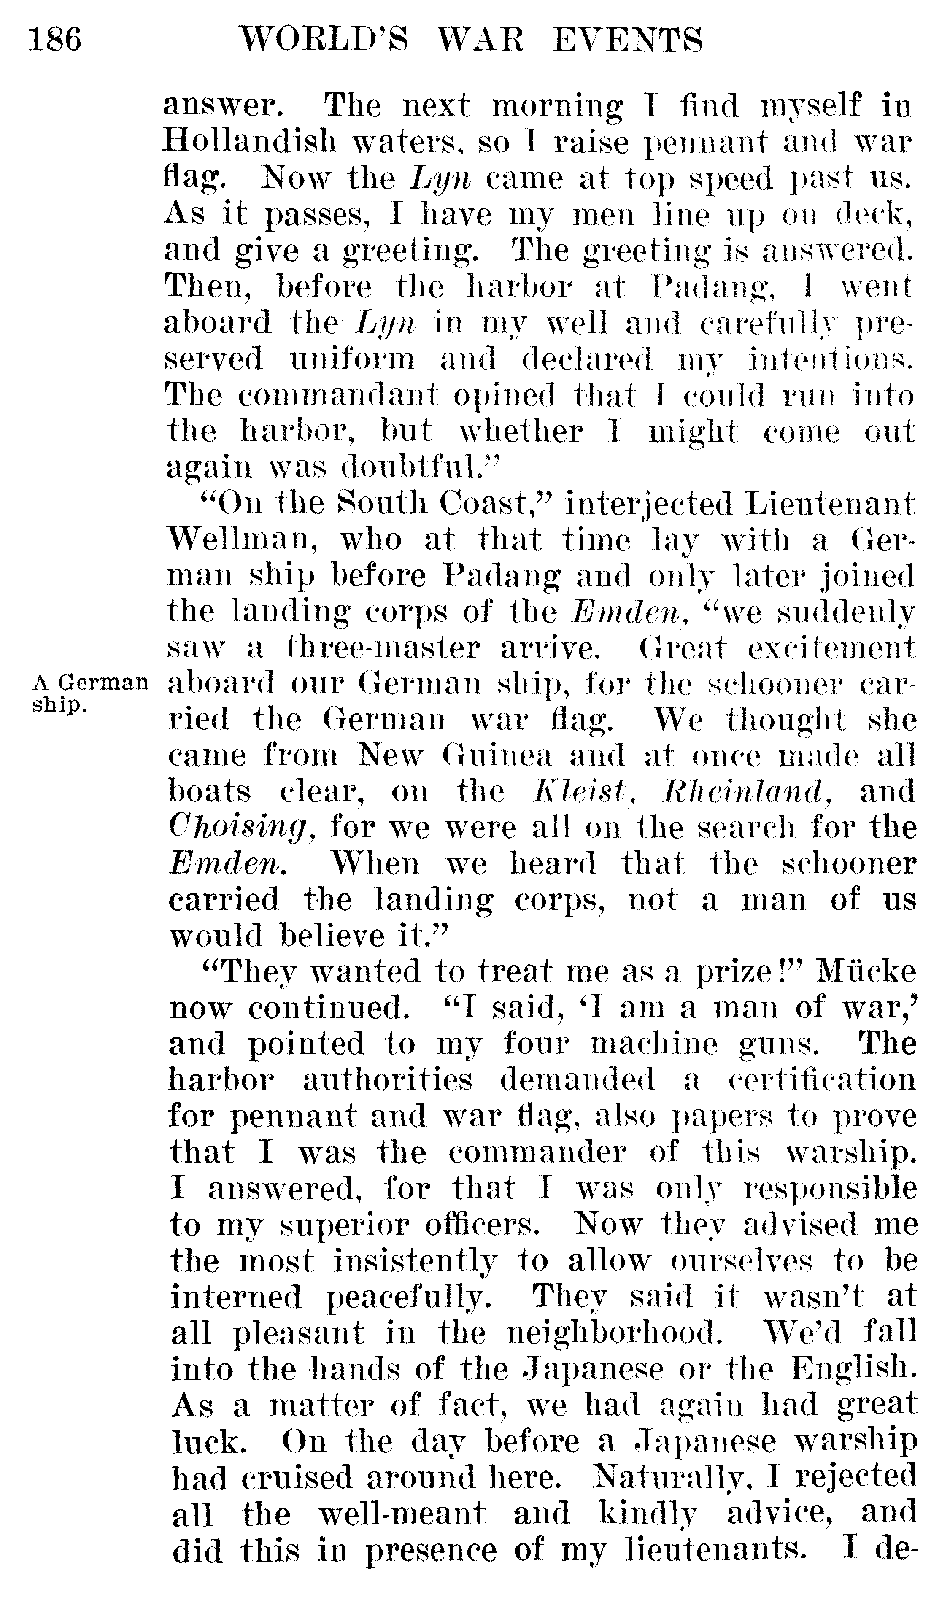 186 WORLD'S WAR EVENTS
answer. The next morning I find myself in
Hollandish waters, so I raise pennant and war
flag. Now the Lyn came at top speed past us.
As it passes, I have my men line up on deck,
and give a greeting. The greeting is answered.
Then, before the harbor at Padang, I went
aboard the Lyn in my well and carefully pre-
served uniform and declared my intentions.
The commandant opined that I could run into
the harbor, but whether I might come out
again was doubtful."
"On the South Coast," interjected Lieutenant
Wellman, who at that time lay with a Ger-
man ship before Padang and only later joined
the landing corps of the Emden, "we suddenly
saw a three-master arrive. Great excitement
A German
ship.
aboard our German ship, for the schooner car-
ried the German war flag. We thought she
came from New Guinea and at once made all
boats clear, on the Kleist, Rheinland, and
Choising, for we were all on the search for the
Emden. When we heard that the schooner
carried the landing corps, not a man of us
would believe it."
"They wanted to treat me as a prize!" Mücke
now continued. "I said, 'I am a man of war,'
and pointed to my four machine guns. The
harbor authorities demanded a certification
for pennant and war flag, also papers to prove
that I was the commander of this warship.
I answered, for that I was only responsible
to my superior officers. Now they advised me
the most insistently to allow ourselves to be
interned peacefully. They said it wasn't at
all pleasant in the neighborhood. We'd fall
into the hands of the Japanese or the English.
As a matter of fact, we had again had great
luck. On the day before a Japanese warship
had cruised around here. Naturally, I rejected
all the well-meant and kindly advice, and
did this in presence of my lieutenants. I de-